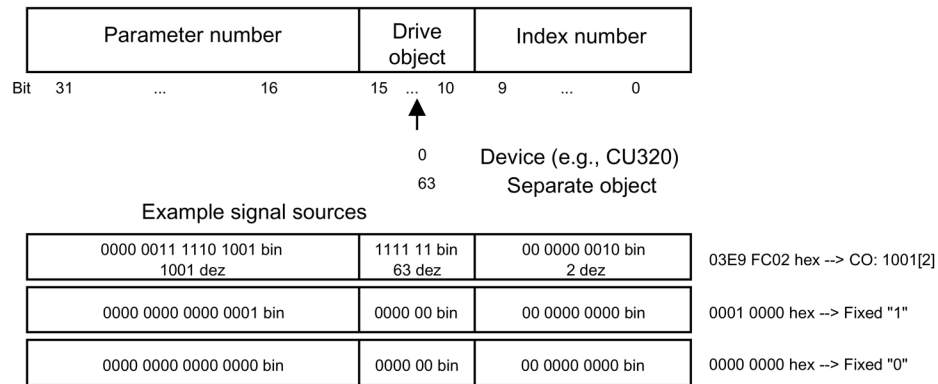 Parameter number Drive object Index number
Bit 31 ... 16 15 ... 10 9 ... 0
0 Device (e.g., CU320)
63 Separate object
Example signal sources
0000 0011 1110 1001 bin 1111 11 bin 00 0000 0010 bin
1001 dez 63 dez 2 dez
03E9 FC02 hex --> CO: 1001[2]
0000 0000 0000 0001 bin 0000 00 bin 00 0000 0000 bin 0001 0000 hex --> Fixed "1"
0000 0000 0000 0000 bin 0000 00 bin 00 0000 0000 bin 0000 0000 hex --> Fixed "0"